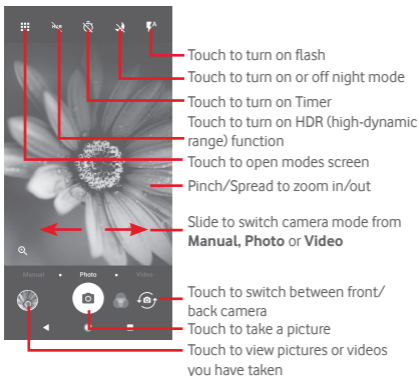 Touch to turn on flash
Touch to turn on or off night mode
Touch to turn on Timer
Touch to turn on HDR (high-dynamic
range) function
Touch to open modes screen
Pinch/Spread to zoom in/out
Slide to switch camera mode from
Manual, Photo or Video
Manual Photo Video
Touch to switch between front/
back camera
Touch to take a picture
Touch to view pictures or videos
you have taken